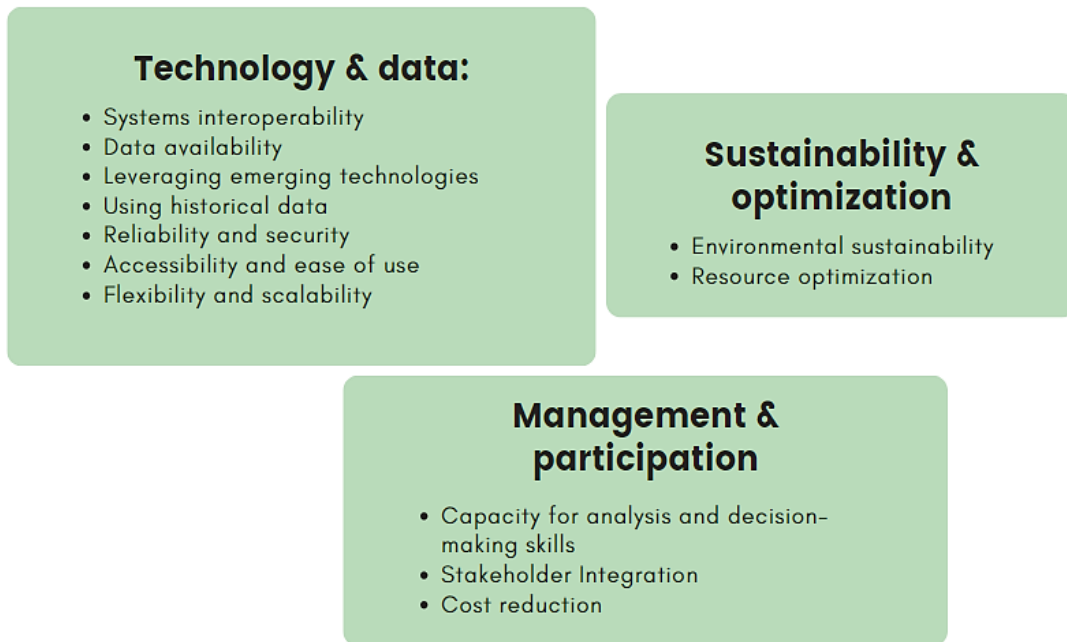 Technology & data:
• Systems interoperability
• Data availability
• Leveraging emerging technologies
• Using historical data
• Reliability and security
• Accessibility and ease of use
• Flexibility and scalability
Sustainability &
optimization
• Environmental sustainability
• Resource optimization
Management &
participation
• Capacity for analysis and decision-
making skills
• Stakeholder Integration
• Cost reduction